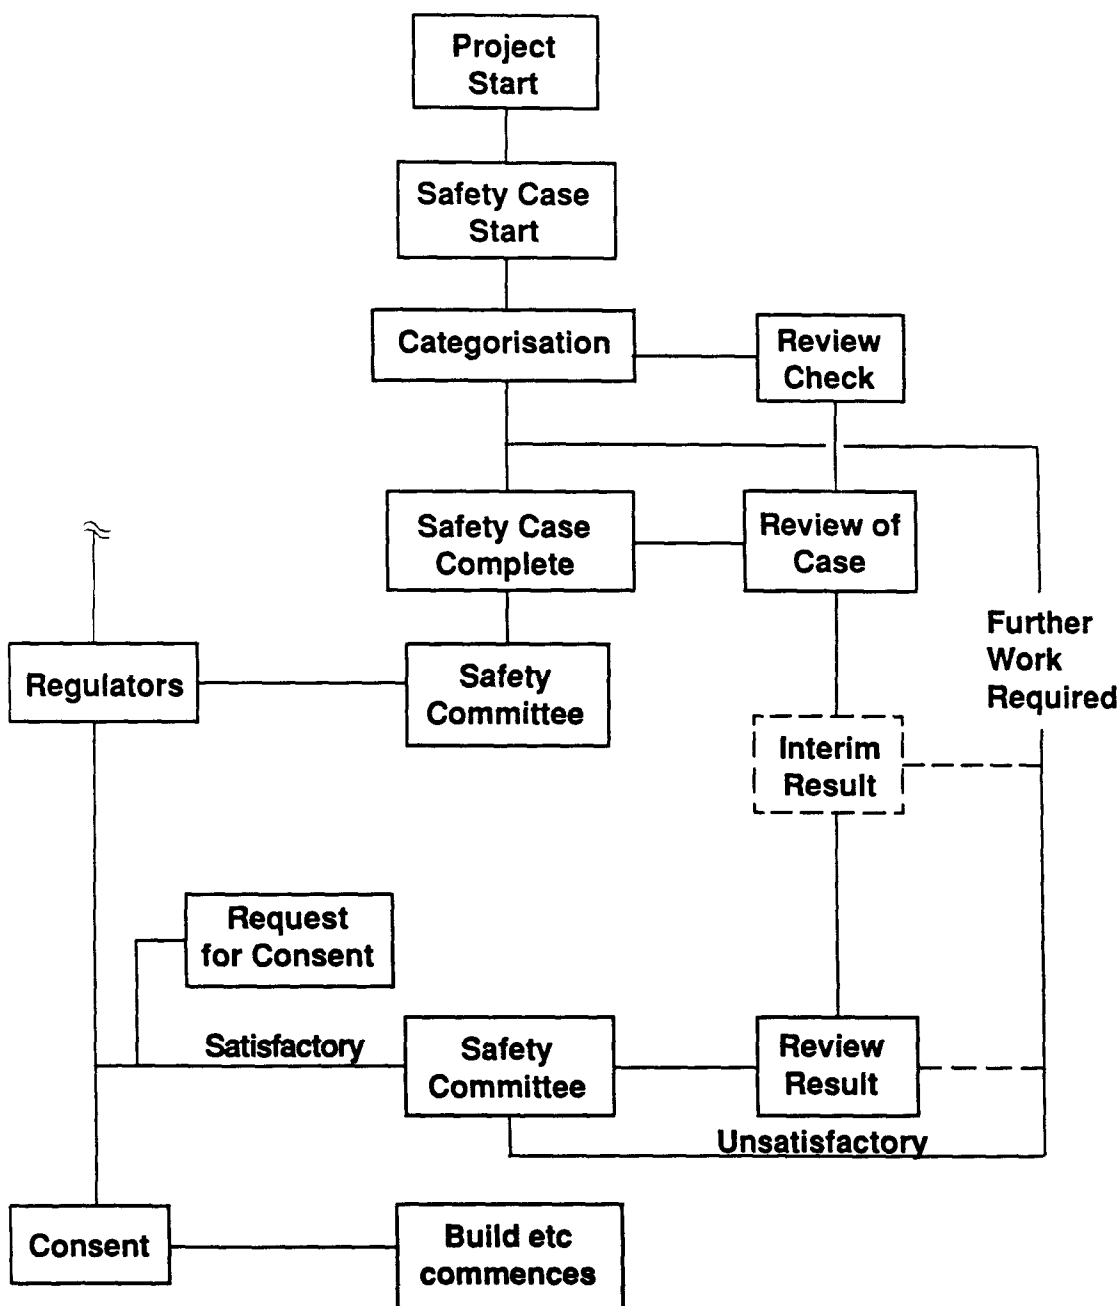 Project
Start
Safety Case
Start
Categorisation
Review
Check
Safety Case
Complete
Review of
Case
Further
Work
Required
Regulators
Safety
Committee
Interim
Result
Request
for Consent
Satisfactory
Safety
Committee
Review
Result
Unsatisfactory
Consent
Build etc
commences